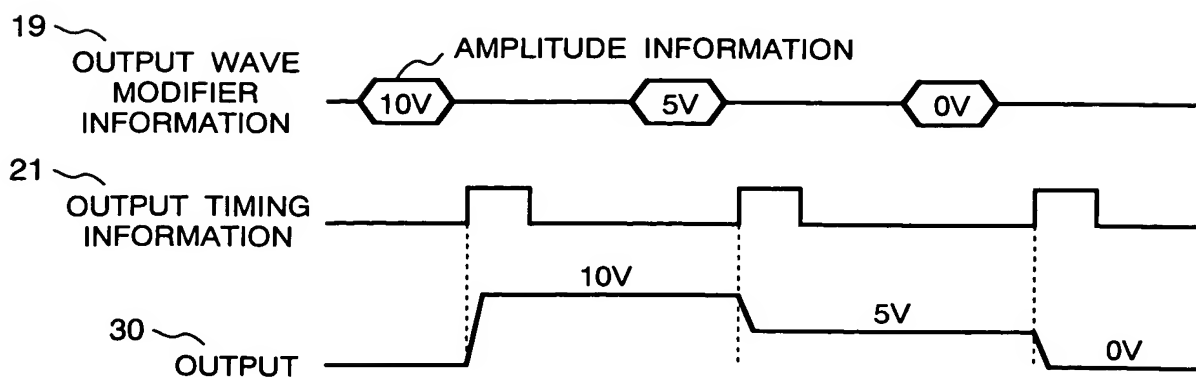 19
OUTPUT WAVE
MODIFIER
INFORMATION
AMPLITUDE INFORMATION
10V
5V
0V
21
OUTPUT TIMING
INFORMATION
30
OUTPUT
10V
5V
0V